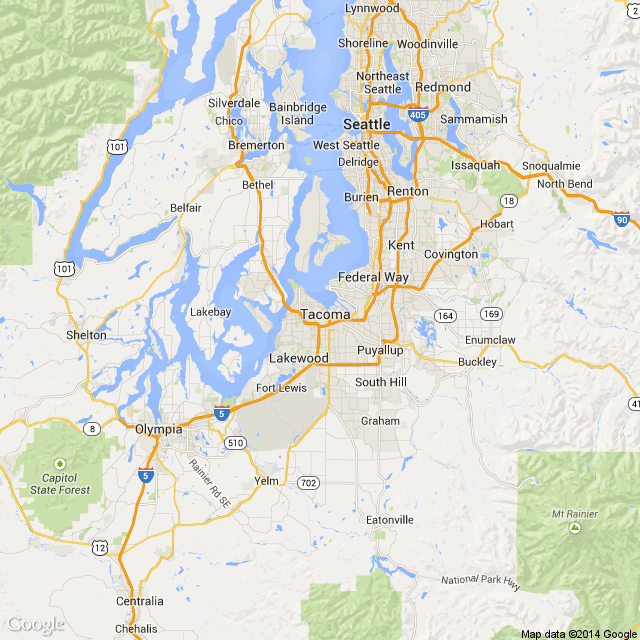 Lynnwood
2
Shoreline
Woodinville
Northeast
Seattle
Redmond
Silverdale
Chico
Bainbridge
Island
405
Sammamish
Seattle
101
Bremerton
West Seattle
Delridge
Issaquah
Snoqualmie
North Bend
Bethel
Burien
Renton
18
Belfair
Hobart
90
Kent
Covington
101
Federal Way
Lakebay
Tacoma
164
169
Shelton
Enumclaw
Lakewood
Puyallup
Buckley
Fort Lewis
South Hill
41
5
8
Olympia
Graham
510
Capitol
State Forest
5
Rainier Rd SE
Yelm
702
Mt Rainier
Eatonville
12
National Park Hwy
Centralia
Google
Chehalis
Map data ©2014 Google